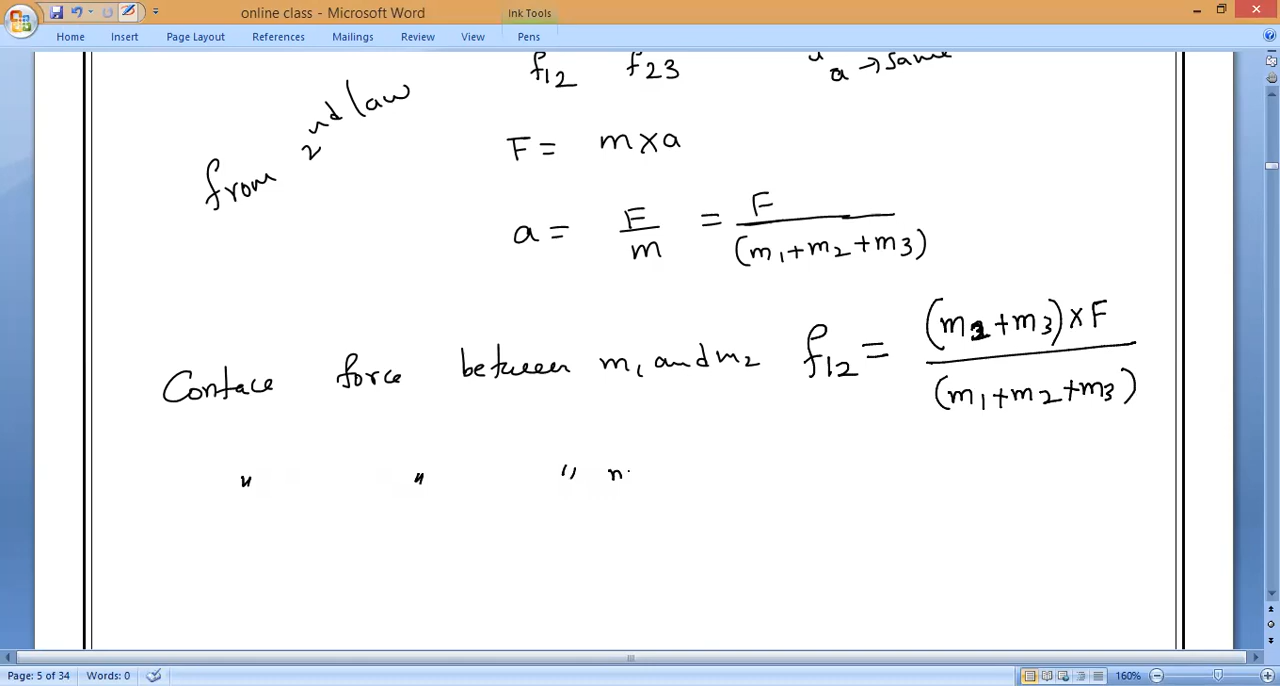 online class - Microsoft Word
Ink Tools
Home Insert Page Layout References Mailings Review View Pens
f12 f23
a → same
from 2nd law
F = m×a
a = F/m = F/(m1+m2+m3)
Contace force between m1 and m2 f12 = (m2+m3)×F/(m1+m2+m3)
" " "
Page: 5 of 34 Words: 0 160%